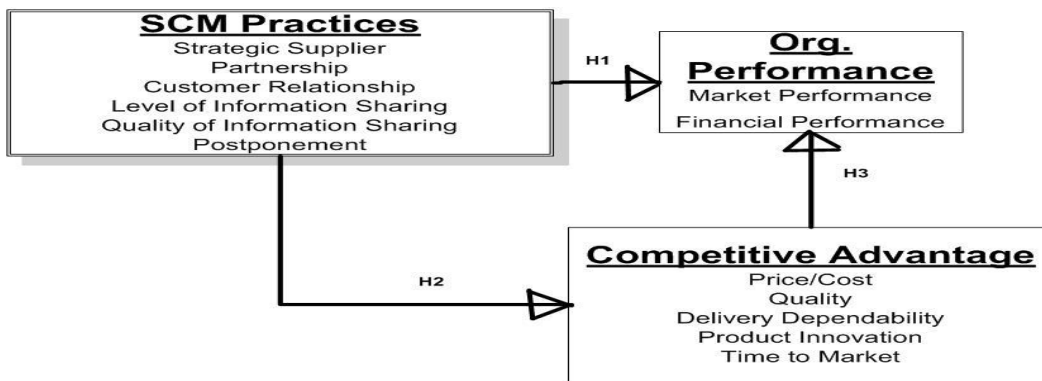 SCM Practices
Strategic Supplier
Partnership
Customer Relationship
Level of Information Sharing
Quality of Information Sharing
Postponement
H1
Org.
Performance
Market Performance
Financial Performance
H3
H2
Competitive Advantage
Price/Cost
Quality
Delivery Dependability
Product Innovation
Time to Market